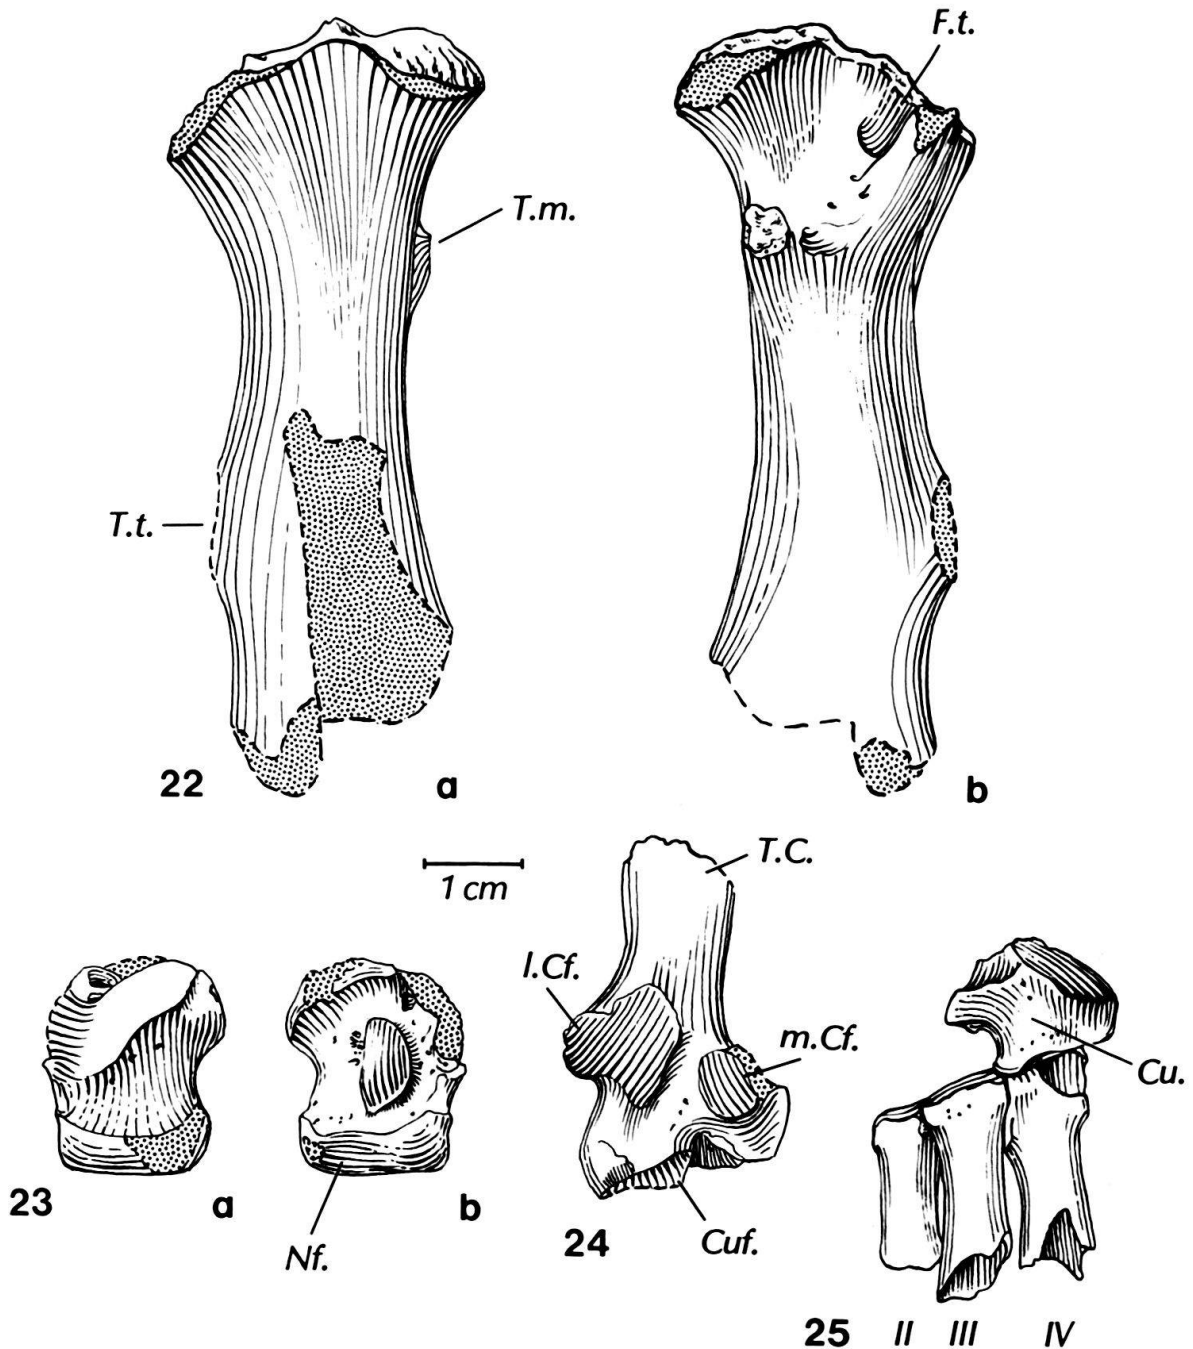 F.t.
T.m.
T.t.
22 a b
1 cm
T.C.
l.Cf.
m.Cf.
Cu.
23 a b
Nf.
24
Cuf.
25 II III IV